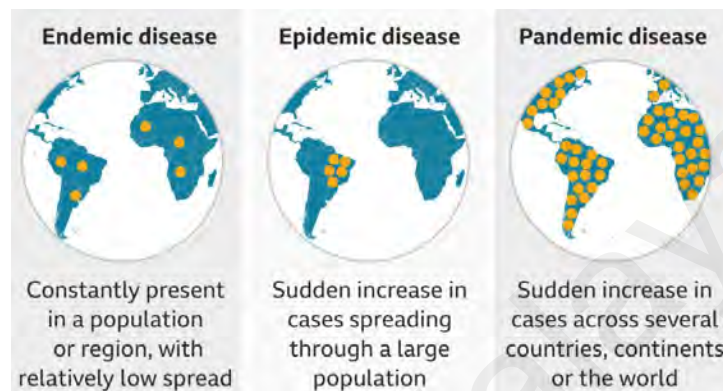 Endemic disease
Constantly present
in a population
or region, with
relatively low spread
Epidemic disease
Sudden increase in
cases spreading
through a large
population
Pandemic disease
Sudden increase in
cases across several
countries, continents
or the world